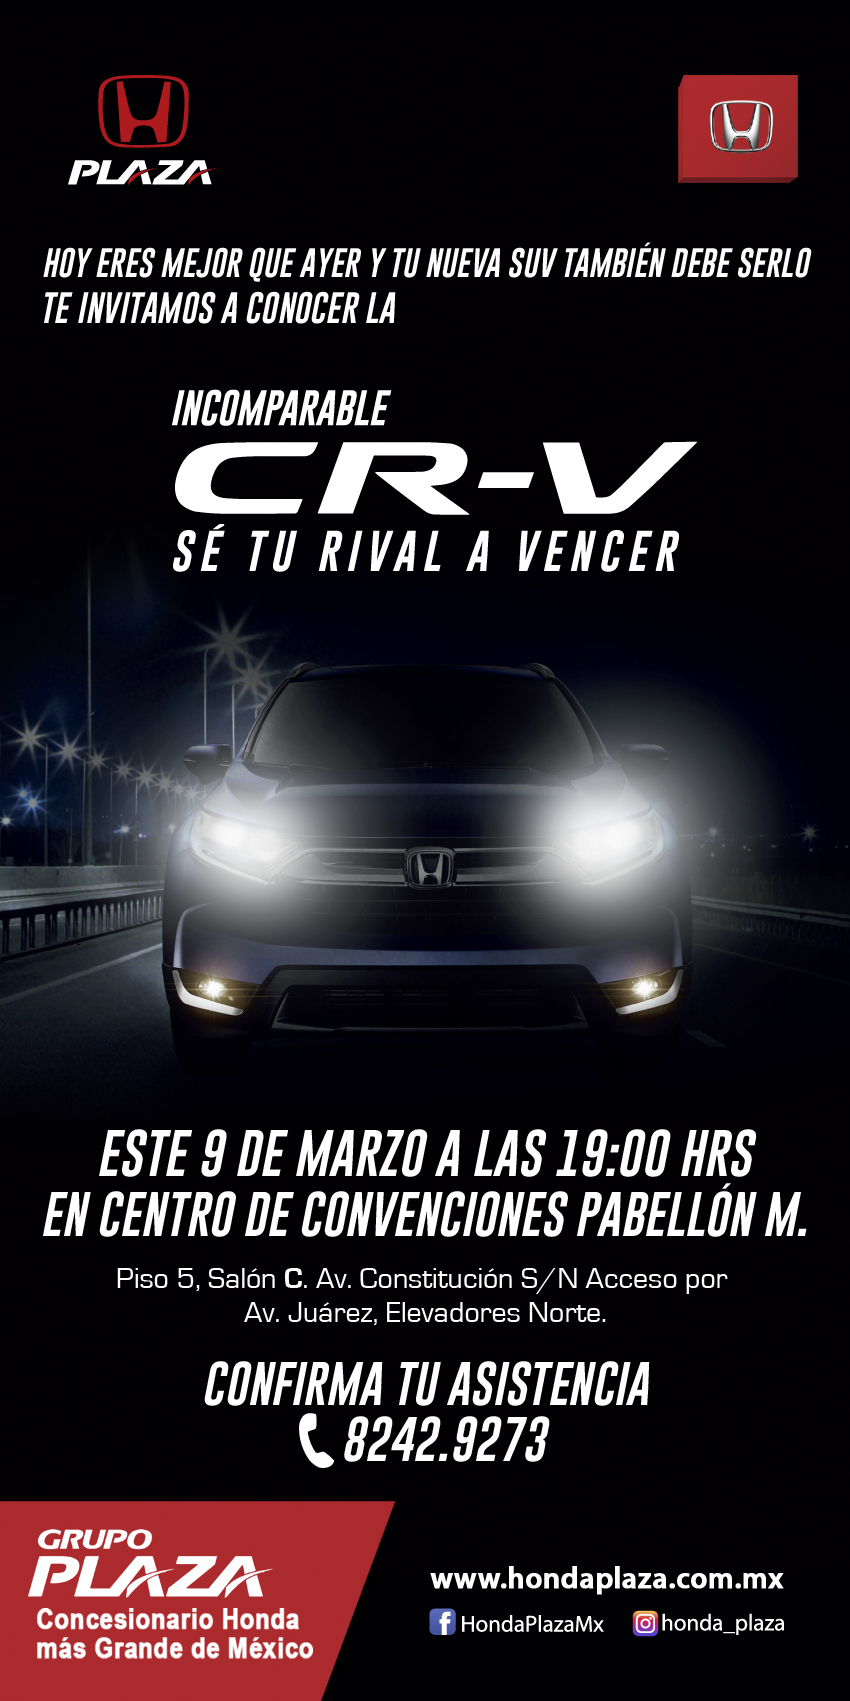 PLAZA
HOY ERES MEJOR QUE AYER Y TU NUEVA SUV TAMBIÉN DEBE SERLO
TE INVITAMOS A CONOCER LA
INCOMPARABLE
CR-V
SÉ TU RIVAL A VENCER
ESTE 9 DE MARZO A LAS 19:00 HRS
EN CENTRO DE CONVENCIONES PABELLÓN M.
Piso 5, Salón C. Av. Constitución S/N Acceso por
Av. Juárez, Elevadores Norte.
CONFIRMA TU ASISTENCIA
8242.9273
GRUPO
PLAZA
Concesionario Honda
más Grande de México
www.hondaplaza.com.mx
HondaPlazaMx honda_plaza